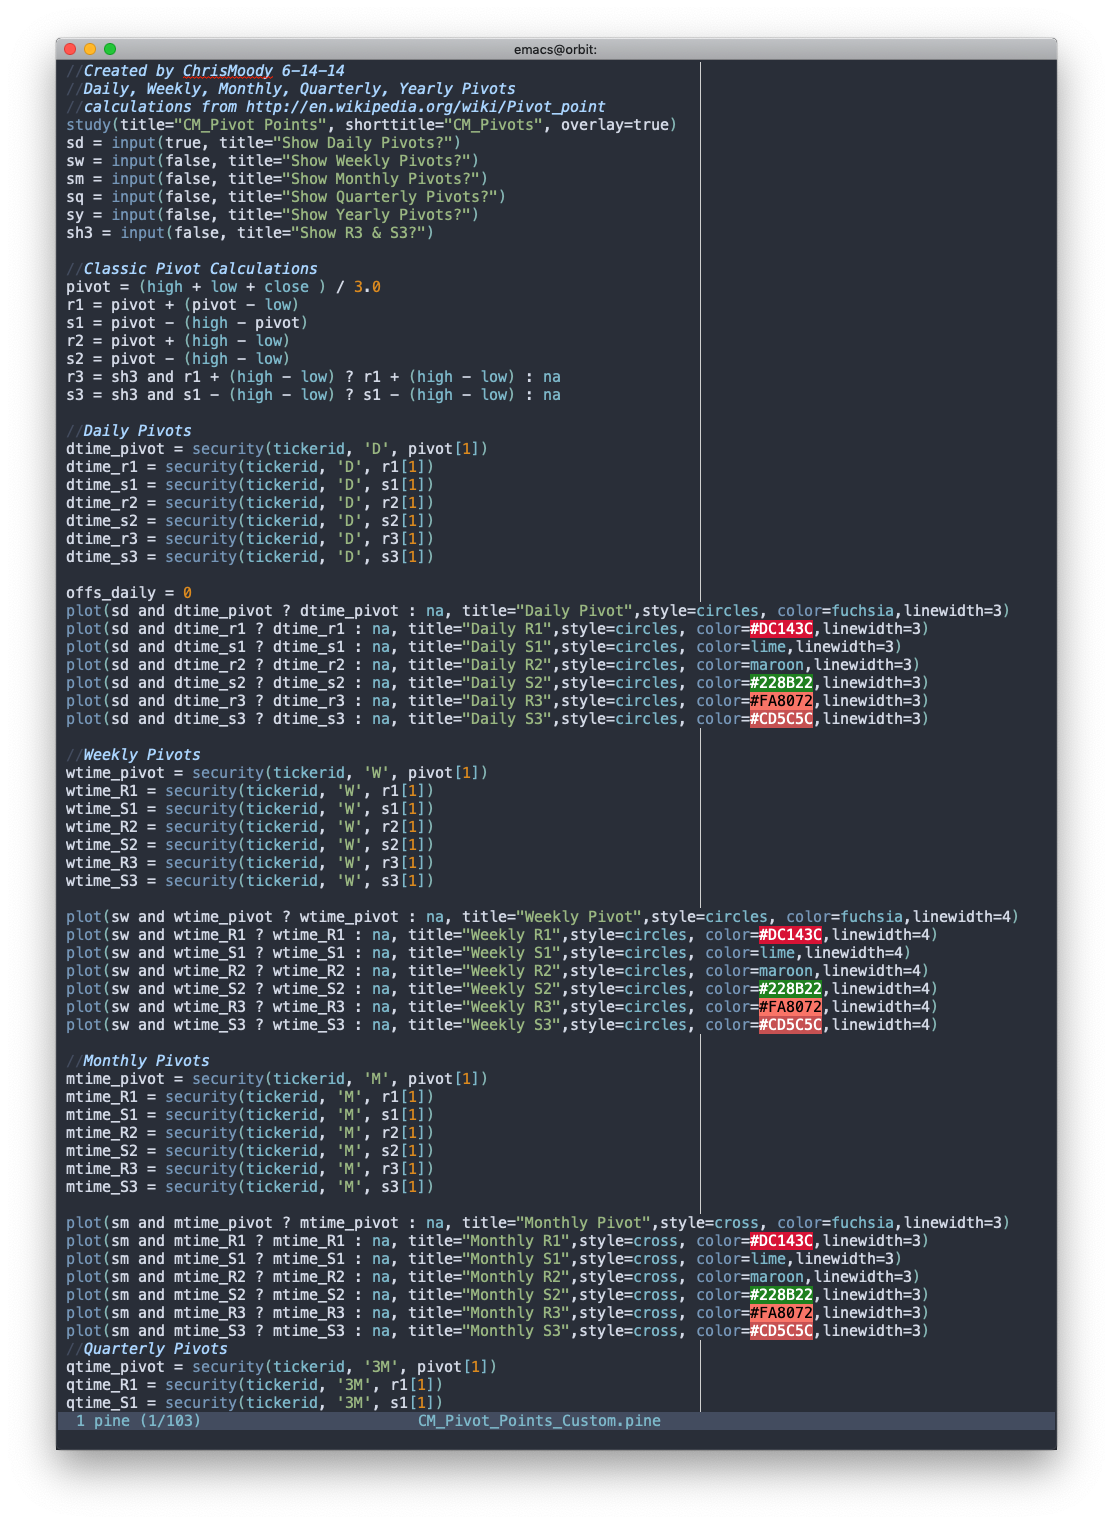 emacs@orbit:
//Created by ChrisMoody 6-14-14
//Daily, Weekly, Monthly, Quarterly, Yearly Pivots
//calculations from http://en.wikipedia.org/wiki/Pivot_point
study(title="CM_Pivot Points", shorttitle="CM_Pivots", overlay=true)
sd = input(true, title="Show Daily Pivots?")
sw = input(false, title="Show Weekly Pivots?")
sm = input(false, title="Show Monthly Pivots?")
sq = input(false, title="Show Quarterly Pivots?")
sy = input(false, title="Show Yearly Pivots?")
sh3 = input(false, title="Show R3 & S3?")
//Classic Pivot Calculations
pivot = (high + low + close ) / 3.0
r1 = pivot + (pivot - low)
s1 = pivot - (high - pivot)
r2 = pivot + (high - low)
s2 = pivot - (high - low)
r3 = sh3 and r1 + (high - low) ? r1 + (high - low) : na
s3 = sh3 and s1 - (high - low) ? s1 - (high - low) : na
//Daily Pivots
dtime_pivot = security(tickerid, 'D', pivot[1])
dtime_r1 = security(tickerid, 'D', r1[1])
dtime_s1 = security(tickerid, 'D', s1[1])
dtime_r2 = security(tickerid, 'D', r2[1])
dtime_s2 = security(tickerid, 'D', s2[1])
dtime_r3 = security(tickerid, 'D', r3[1])
dtime_s3 = security(tickerid, 'D', s3[1])
offs_daily = 0
plot(sd and dtime_pivot ? dtime_pivot : na, title="Daily Pivot",style=circles, color=fuchsia,linewidth=3)
plot(sd and dtime_r1 ? dtime_r1 : na, title="Daily R1",style=circles, color=#DC143C,linewidth=3)
plot(sd and dtime_s1 ? dtime_s1 : na, title="Daily S1",style=circles, color=lime,linewidth=3)
plot(sd and dtime_r2 ? dtime_r2 : na, title="Daily R2",style=circles, color=maroon,linewidth=3)
plot(sd and dtime_s2 ? dtime_s2 : na, title="Daily S2",style=circles, color=#228B22,linewidth=3)
plot(sd and dtime_r3 ? dtime_r3 : na, title="Daily R3",style=circles, color=#FA8072,linewidth=3)
plot(sd and dtime_s3 ? dtime_s3 : na, title="Daily S3",style=circles, color=#CD5C5C,linewidth=3)
//Weekly Pivots
wtime_pivot = security(tickerid, 'W', pivot[1])
wtime_R1 = security(tickerid, 'W', r1[1])
wtime_S1 = security(tickerid, 'W', s1[1])
wtime_R2 = security(tickerid, 'W', r2[1])
wtime_S2 = security(tickerid, 'W', s2[1])
wtime_R3 = security(tickerid, 'W', r3[1])
wtime_S3 = security(tickerid, 'W', s3[1])
plot(sw and wtime_pivot ? wtime_pivot : na, title="Weekly Pivot",style=circles, color=fuchsia,linewidth=4)
plot(sw and wtime_R1 ? wtime_R1 : na, title="Weekly R1",style=circles, color=#DC143C,linewidth=4)
plot(sw and wtime_S1 ? wtime_S1 : na, title="Weekly S1",style=circles, color=lime,linewidth=4)
plot(sw and wtime_R2 ? wtime_R2 : na, title="Weekly R2",style=circles, color=maroon,linewidth=4)
plot(sw and wtime_S2 ? wtime_S2 : na, title="Weekly S2",style=circles, color=#228B22,linewidth=4)
plot(sw and wtime_R3 ? wtime_R3 : na, title="Weekly R3",style=circles, color=#FA8072,linewidth=4)
plot(sw and wtime_S3 ? wtime_S3 : na, title="Weekly S3",style=circles, color=#CD5C5C,linewidth=4)
//Monthly Pivots
mtime_pivot = security(tickerid, 'M', pivot[1])
mtime_R1 = security(tickerid, 'M', r1[1])
mtime_S1 = security(tickerid, 'M', s1[1])
mtime_R2 = security(tickerid, 'M', r2[1])
mtime_S2 = security(tickerid, 'M', s2[1])
mtime_R3 = security(tickerid, 'M', r3[1])
mtime_S3 = security(tickerid, 'M', s3[1])
plot(sm and mtime_pivot ? mtime_pivot : na, title="Monthly Pivot",style=cross, color=fuchsia,linewidth=3)
plot(sm and mtime_R1 ? mtime_R1 : na, title="Monthly R1",style=cross, color=#DC143C,linewidth=3)
plot(sm and mtime_S1 ? mtime_S1 : na, title="Monthly S1",style=cross, color=lime,linewidth=3)
plot(sm and mtime_R2 ? mtime_R2 : na, title="Monthly R2",style=cross, color=maroon,linewidth=3)
plot(sm and mtime_S2 ? mtime_S2 : na, title="Monthly S2",style=cross, color=#228B22,linewidth=3)
plot(sm and mtime_R3 ? mtime_R3 : na, title="Monthly R3",style=cross, color=#FA8072,linewidth=3)
plot(sm and mtime_S3 ? mtime_S3 : na, title="Monthly S3",style=cross, color=#CD5C5C,linewidth=3)
//Quarterly Pivots
qtime_pivot = security(tickerid, '3M', pivot[1])
qtime_R1 = security(tickerid, '3M', r1[1])
qtime_S1 = security(tickerid, '3M', s1[1])
1 pine (1/103) CM_Pivot_Points_Custom.pine